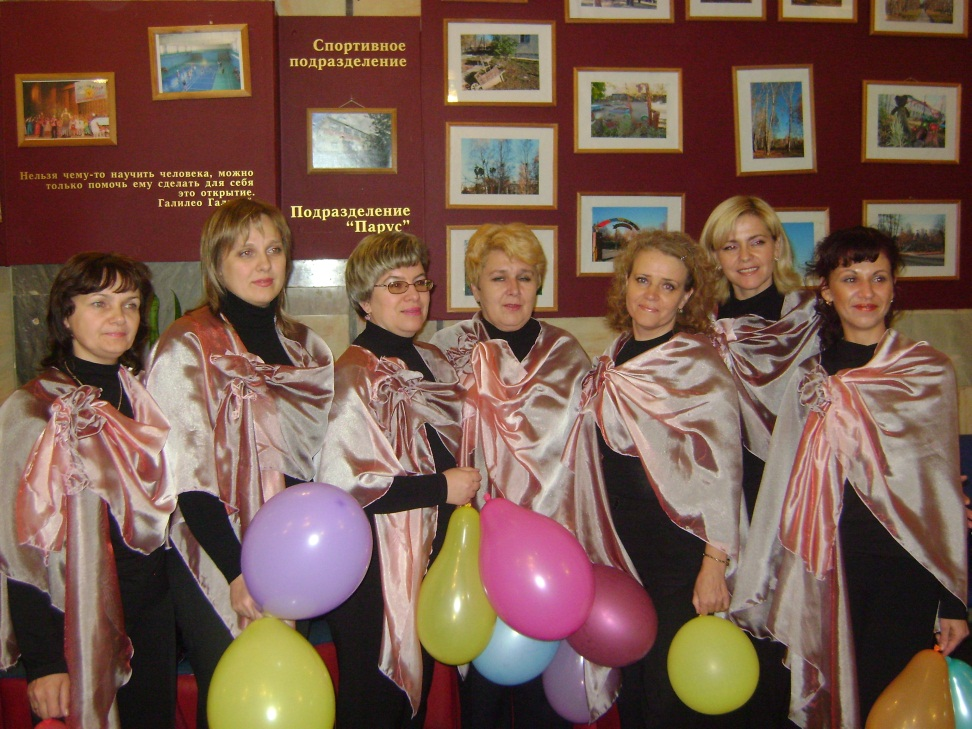 Спортивное
подразделение
Нельзя чему-то научить человека, можно
только помочь ему сделать для себя
это открытие.
Галилео
Подразделение
“Парус”